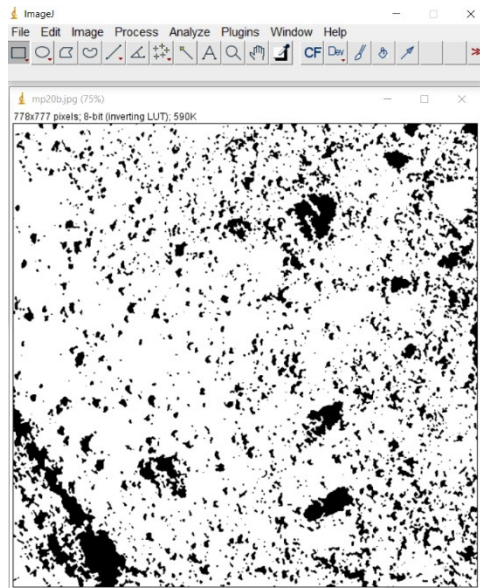 ImageJ
File Edit Image Process Analyze Plugins Window Help
A CF Dev
mp20b.jpg (75%)
778x777 pixels; 8-bit (inverting LUT); 590K